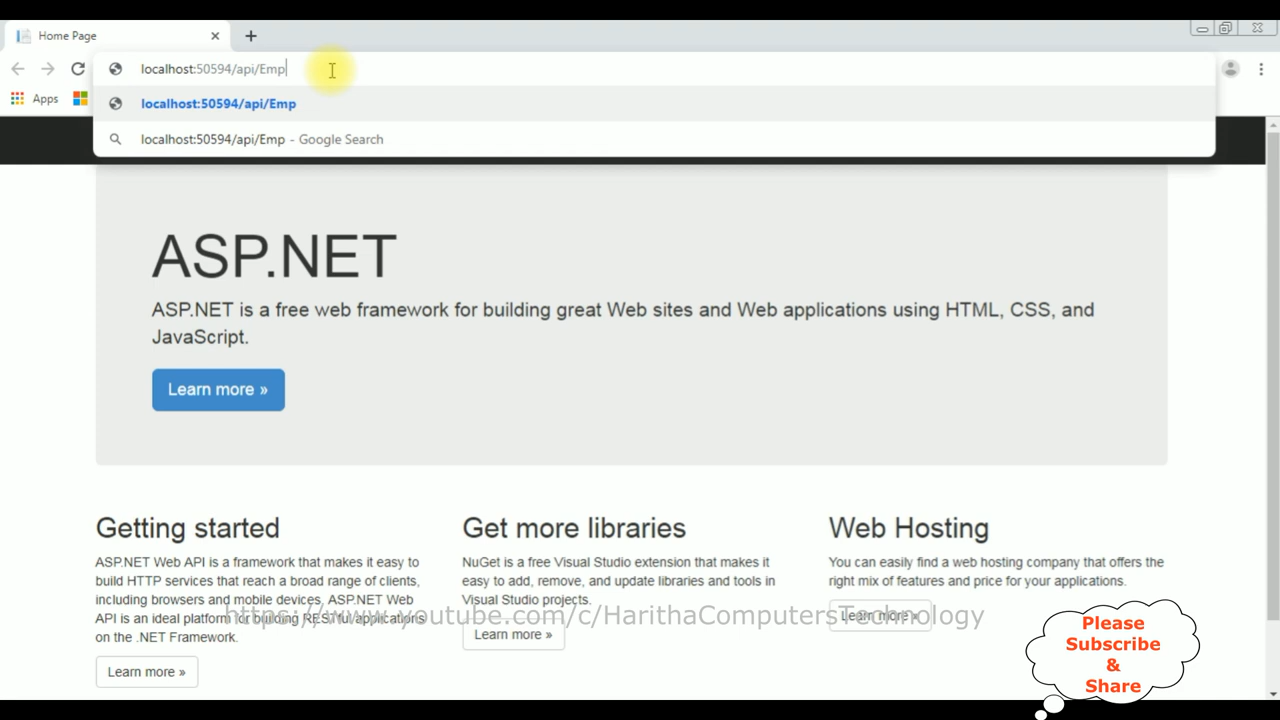 Home Page
localhost:50594/api/Emp
Apps
localhost:50594/api/Emp
localhost:50594/api/Emp - Google Search
ASP.NET
ASP.NET is a free web framework for building great Web sites and Web applications using HTML, CSS, and
JavaScript.
Learn more »
Getting started
ASP.NET Web API is a framework that makes it easy to
build HTTP services that reach a broad range of clients,
including browsers and mobile devices. ASP.NET Web
API is an ideal platform for building RESTful applications
on the .NET Framework.
Learn more »
Get more libraries
NuGet is a free Visual Studio extension that makes it
easy to add, remove, and update libraries and tools in
Visual Studio projects.
Learn more »
Web Hosting
You can easily find a web hosting company that offers the
right mix of features and price for your applications.
Learn more »
https://www.youtube.com/c/HarithaComputersTechnology
Please
Subscribe
&
Share